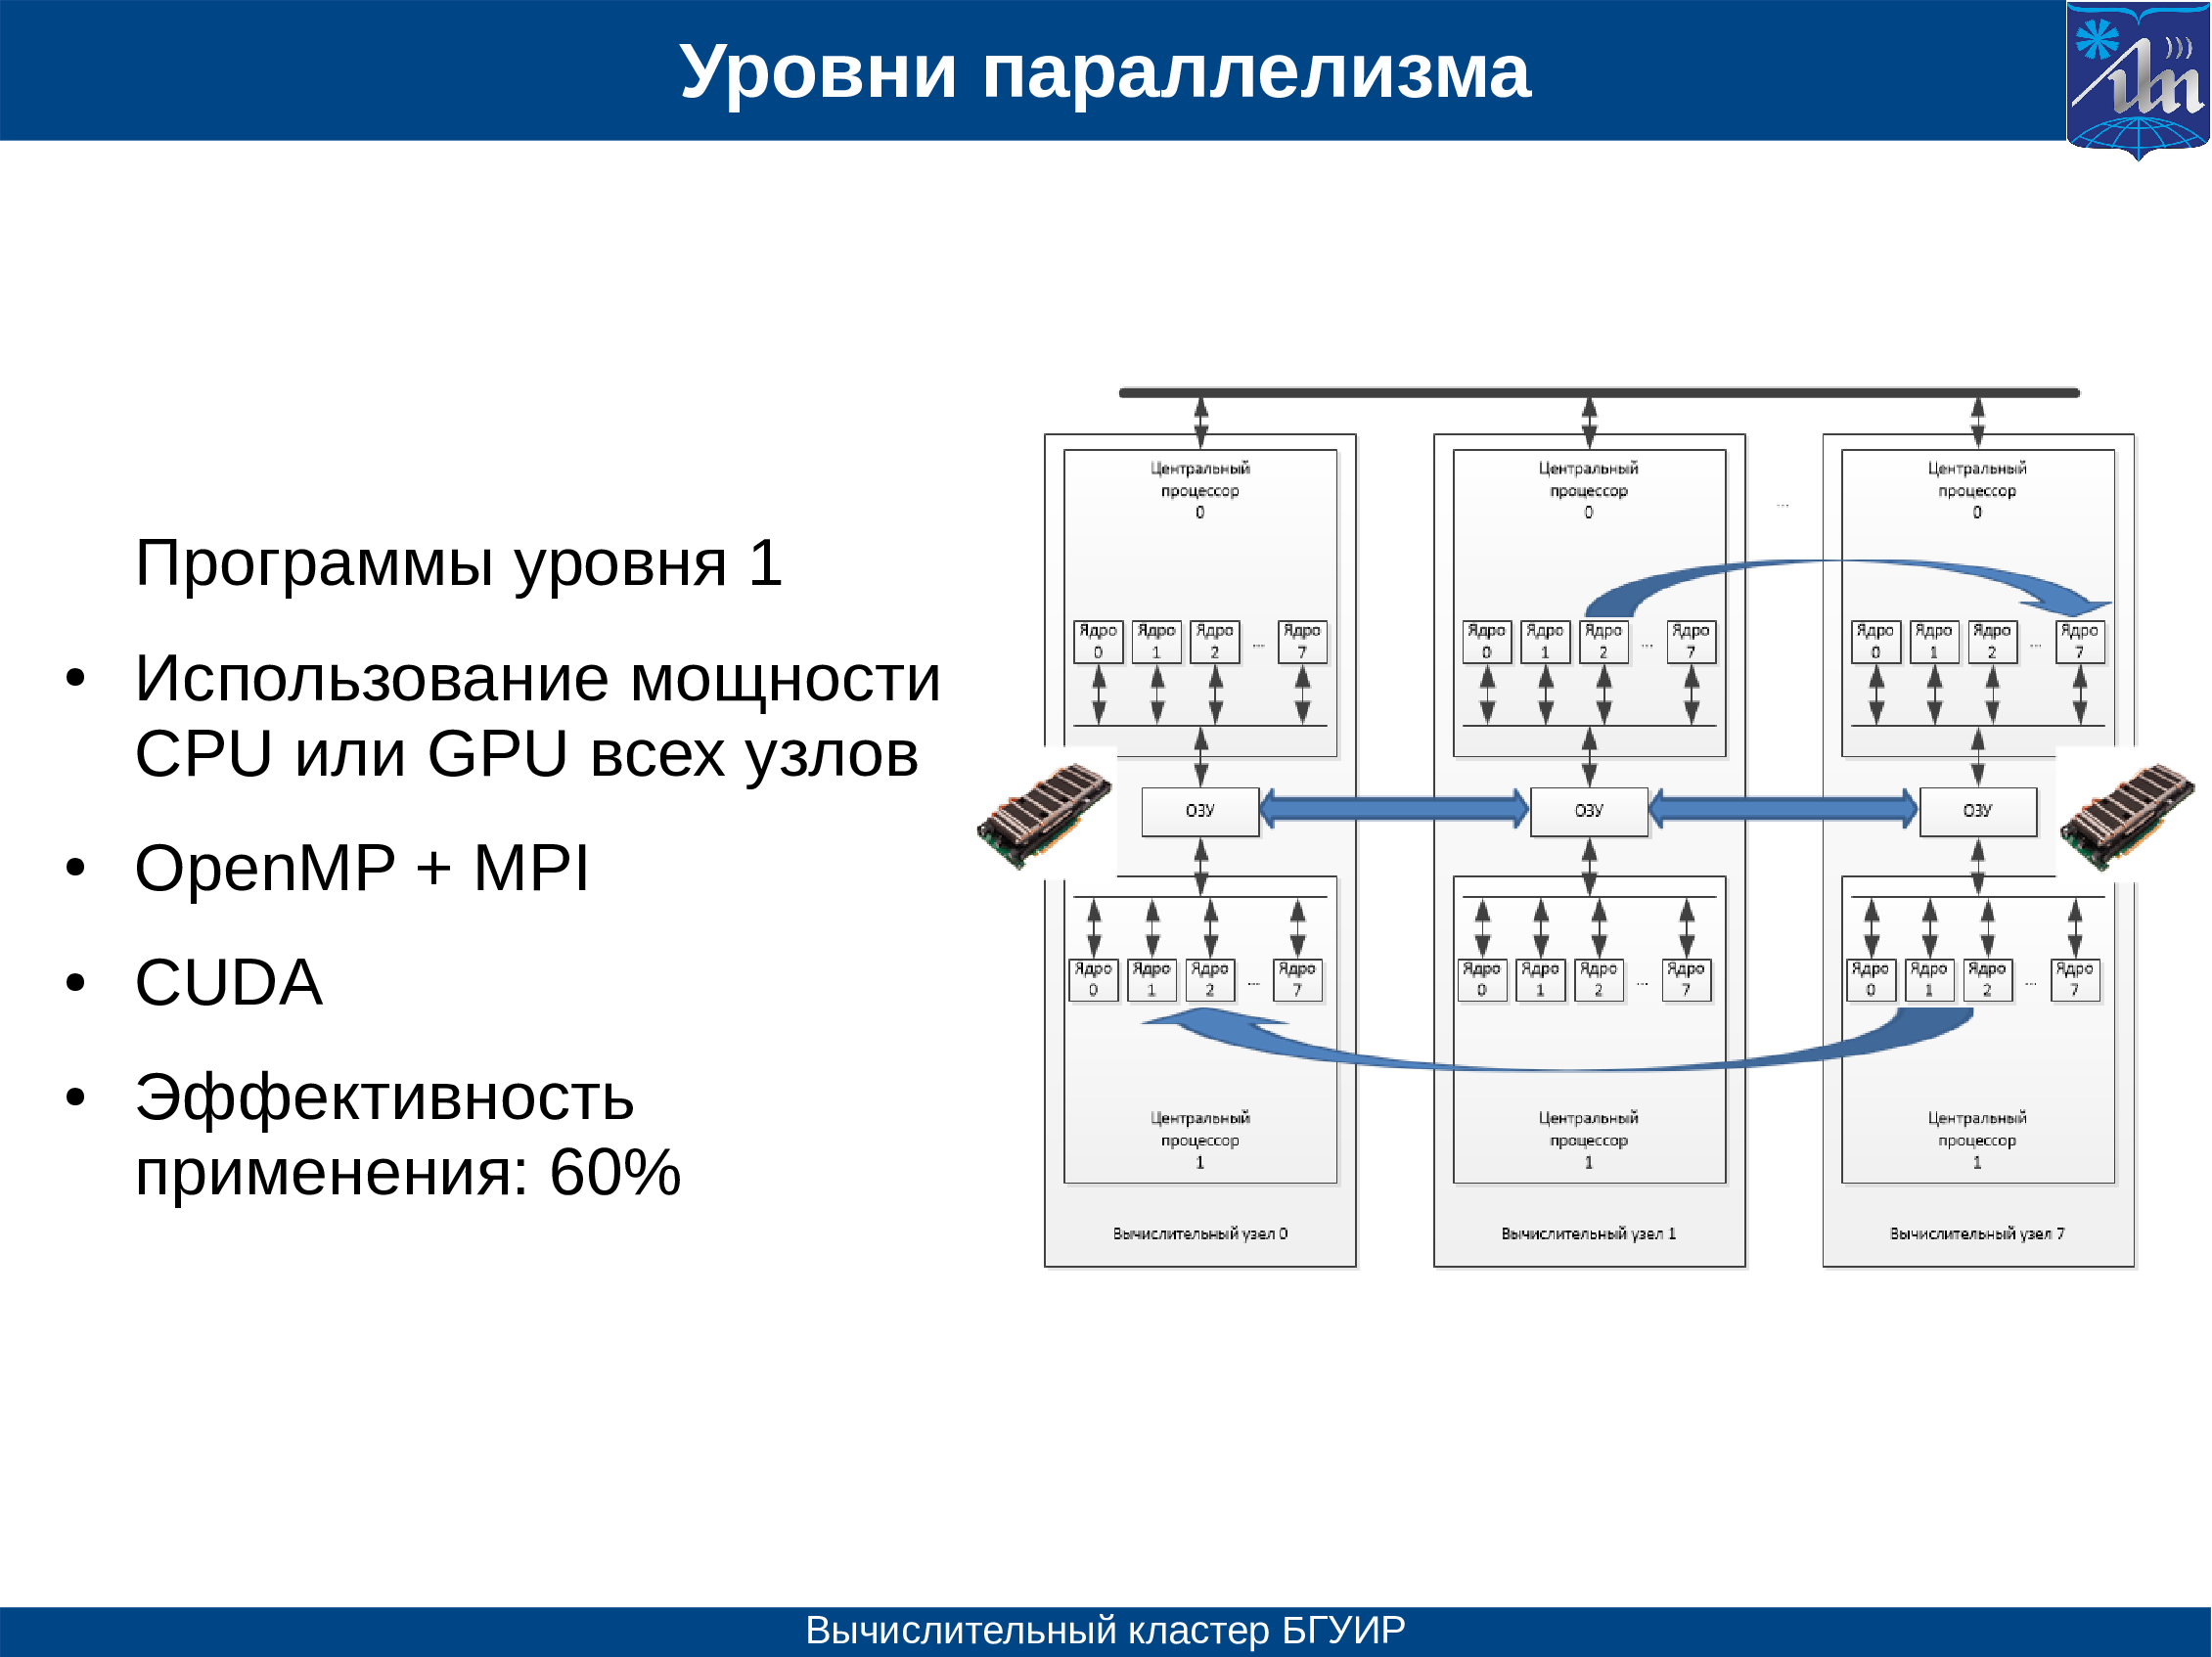 Уровни параллелизма
Программы уровня 1
• Использование мощности
CPU или GPU всех узлов
• OpenMP + MPI
• CUDA
• Эффективность
применения: 60%
Центральный
процессор
0
Ядро
0
Ядро
1
Ядро
2
...
Ядро
7
ОЗУ
Ядро
0
Ядро
1
Ядро
2
...
Ядро
7
Центральный
процессор
1
Вычислительный узел 0
Центральный
процессор
0
Ядро
0
Ядро
1
Ядро
2
...
Ядро
7
ОЗУ
Ядро
0
Ядро
1
Ядро
2
...
Ядро
7
Центральный
процессор
1
Вычислительный узел 1
...
Центральный
процессор
0
Ядро
0
Ядро
1
Ядро
2
...
Ядро
7
ОЗУ
Ядро
0
Ядро
1
Ядро
2
...
Ядро
7
Центральный
процессор
1
Вычислительный узел 7
Вычислительный кластер БГУИР